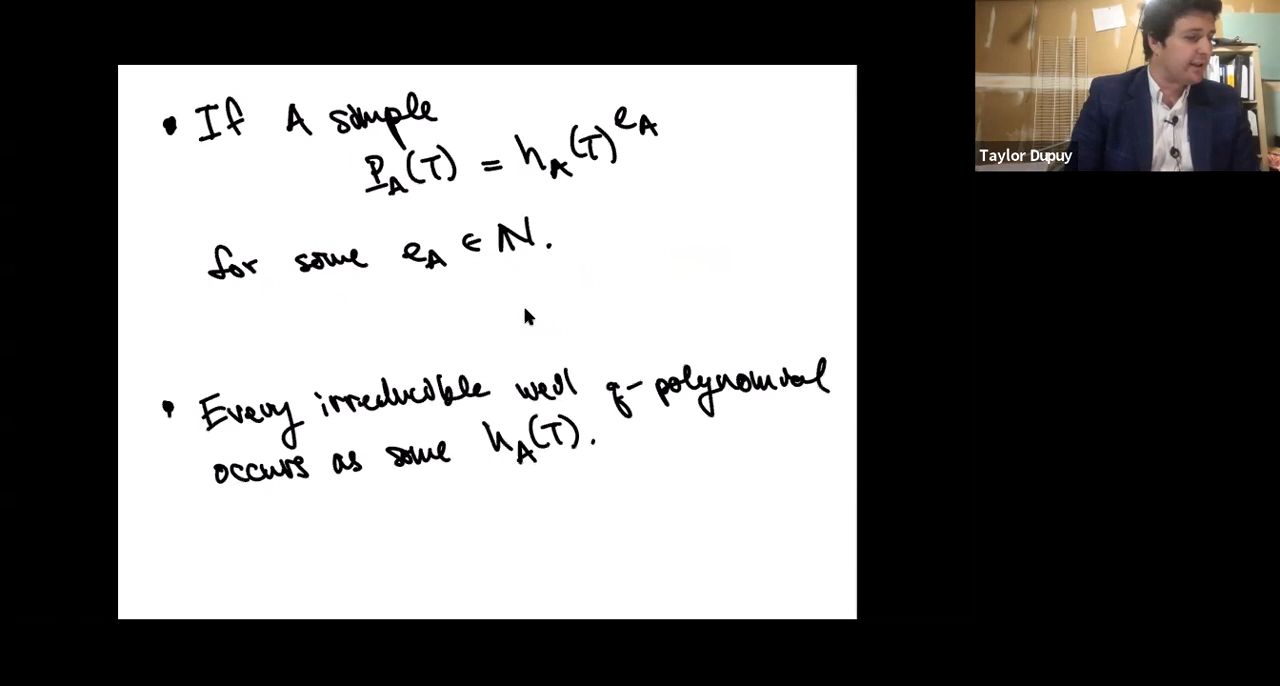 • If A simple
P_A(T) = h_A(T)^{e_A}
for some e_A ∈ ℕ.
• Every irreducible weil q-polynomial
occurs as some h_A(T).
Taylor Dupuy